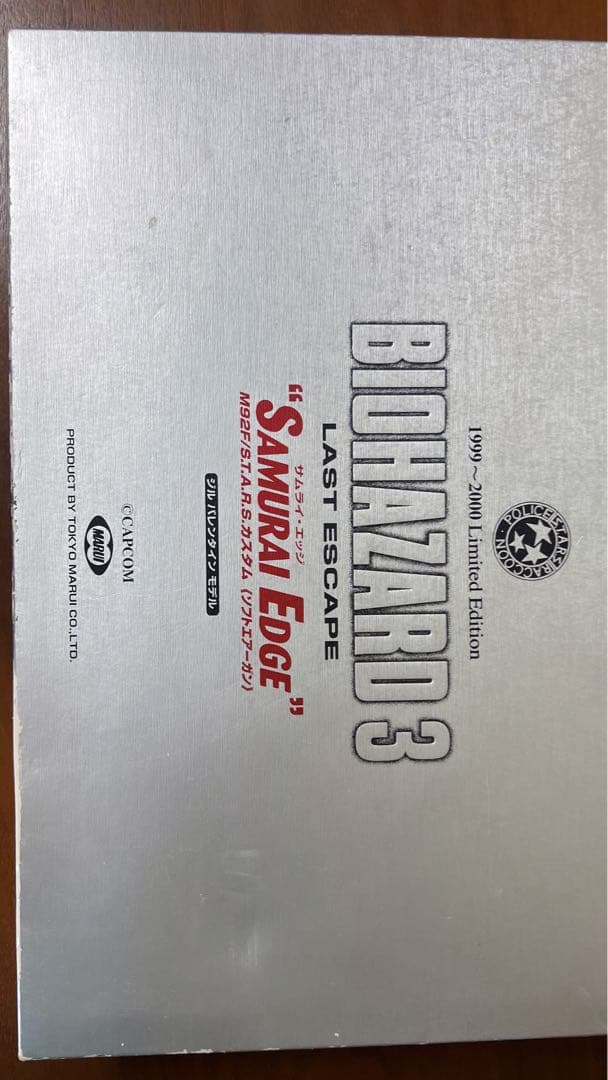 POLICE S.T.A.R.S. RACCOON
1999～2000 Limited Edition
BIOHAZARD 3
LAST ESCAPE
サムライ・エッジ
“SAMURAI EDGE”
M92F/S.T.A.R.S.カスタム（ソフトエアーガン）
ジル バレンタイン モデル
©CAPCOM
MARUI
PRODUCT BY TOKYO MARUI CO.,LTD.